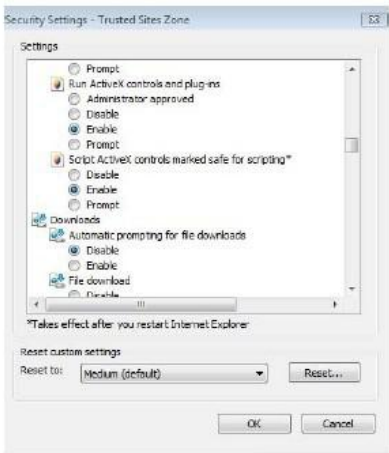 Security Settings - Trusted Sites Zone
Settings
Prompt
Run ActiveX controls and plug-ins
Administrator approved
Disable
Enable
Prompt
Script ActiveX controls marked safe for scripting*
Disable
Enable
Prompt
Downloads
Automatic prompting for file downloads
Disable
Enable
File download
Disable
*Takes effect after you restart Internet Explorer
Reset custom settings
Reset to: Medium (default) Reset...
OK Cancel